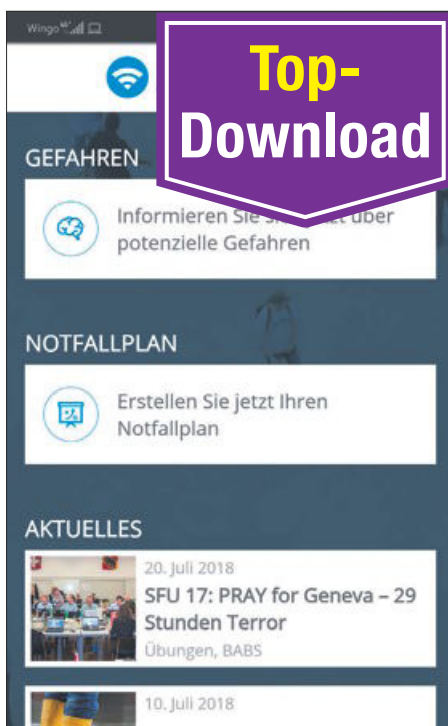 Wingo
Top-
Download
GEFAHREN
Informieren Sie über
potenzielle Gefahren
NOTFALLPLAN
Erstellen Sie jetzt Ihren
Notfallplan
AKTUELLES
20. Juli 2018
SFU 17: PRAY for Geneva – 29
Stunden Terror
Übungen, BABS
10. Juli 2018